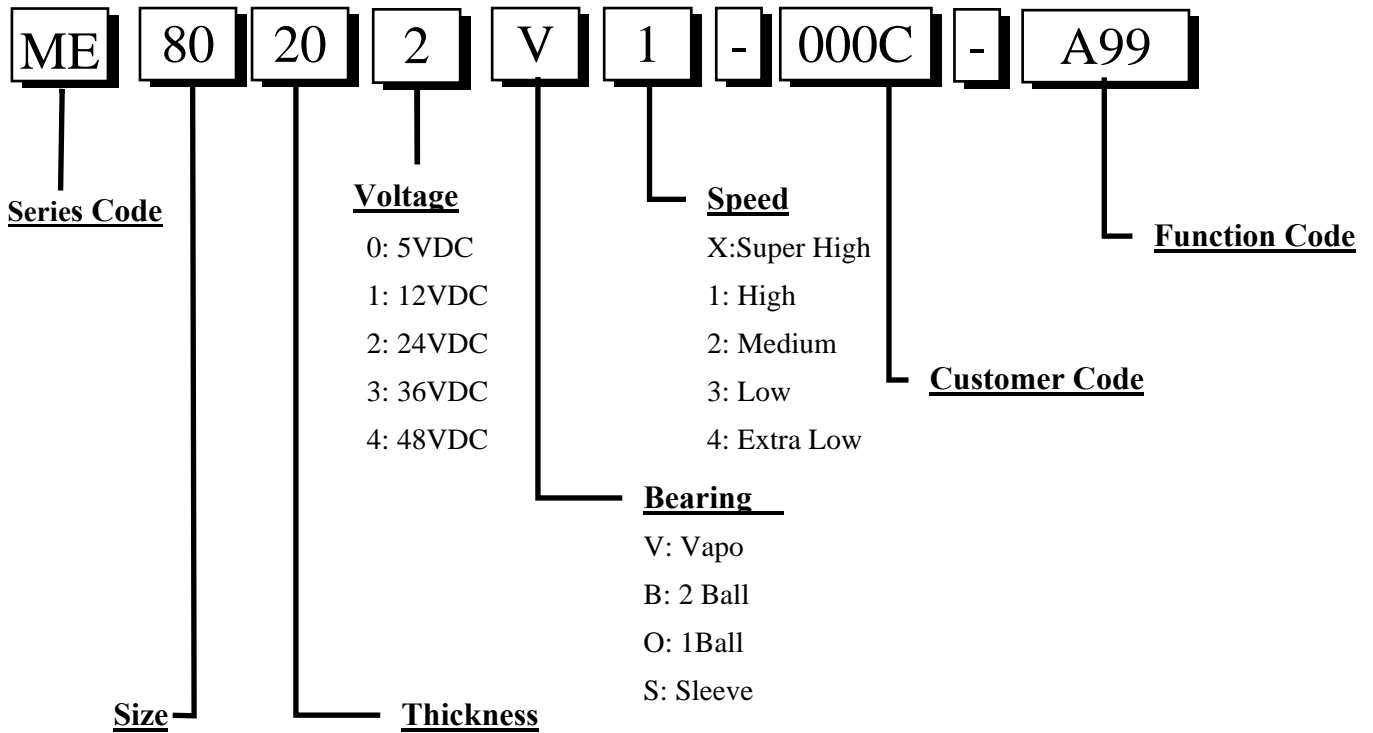 ME 80 20 2 V 1 - 000C - A99
Series Code
Voltage
0: 5VDC
1: 12VDC
2: 24VDC
3: 36VDC
4: 48VDC
Speed
X:Super High
1: High
2: Medium
3: Low
4: Extra Low
Function Code
Customer Code
Bearing
V: Vapo
B: 2 Ball
O: 1Ball
S: Sleeve
Size
Thickness